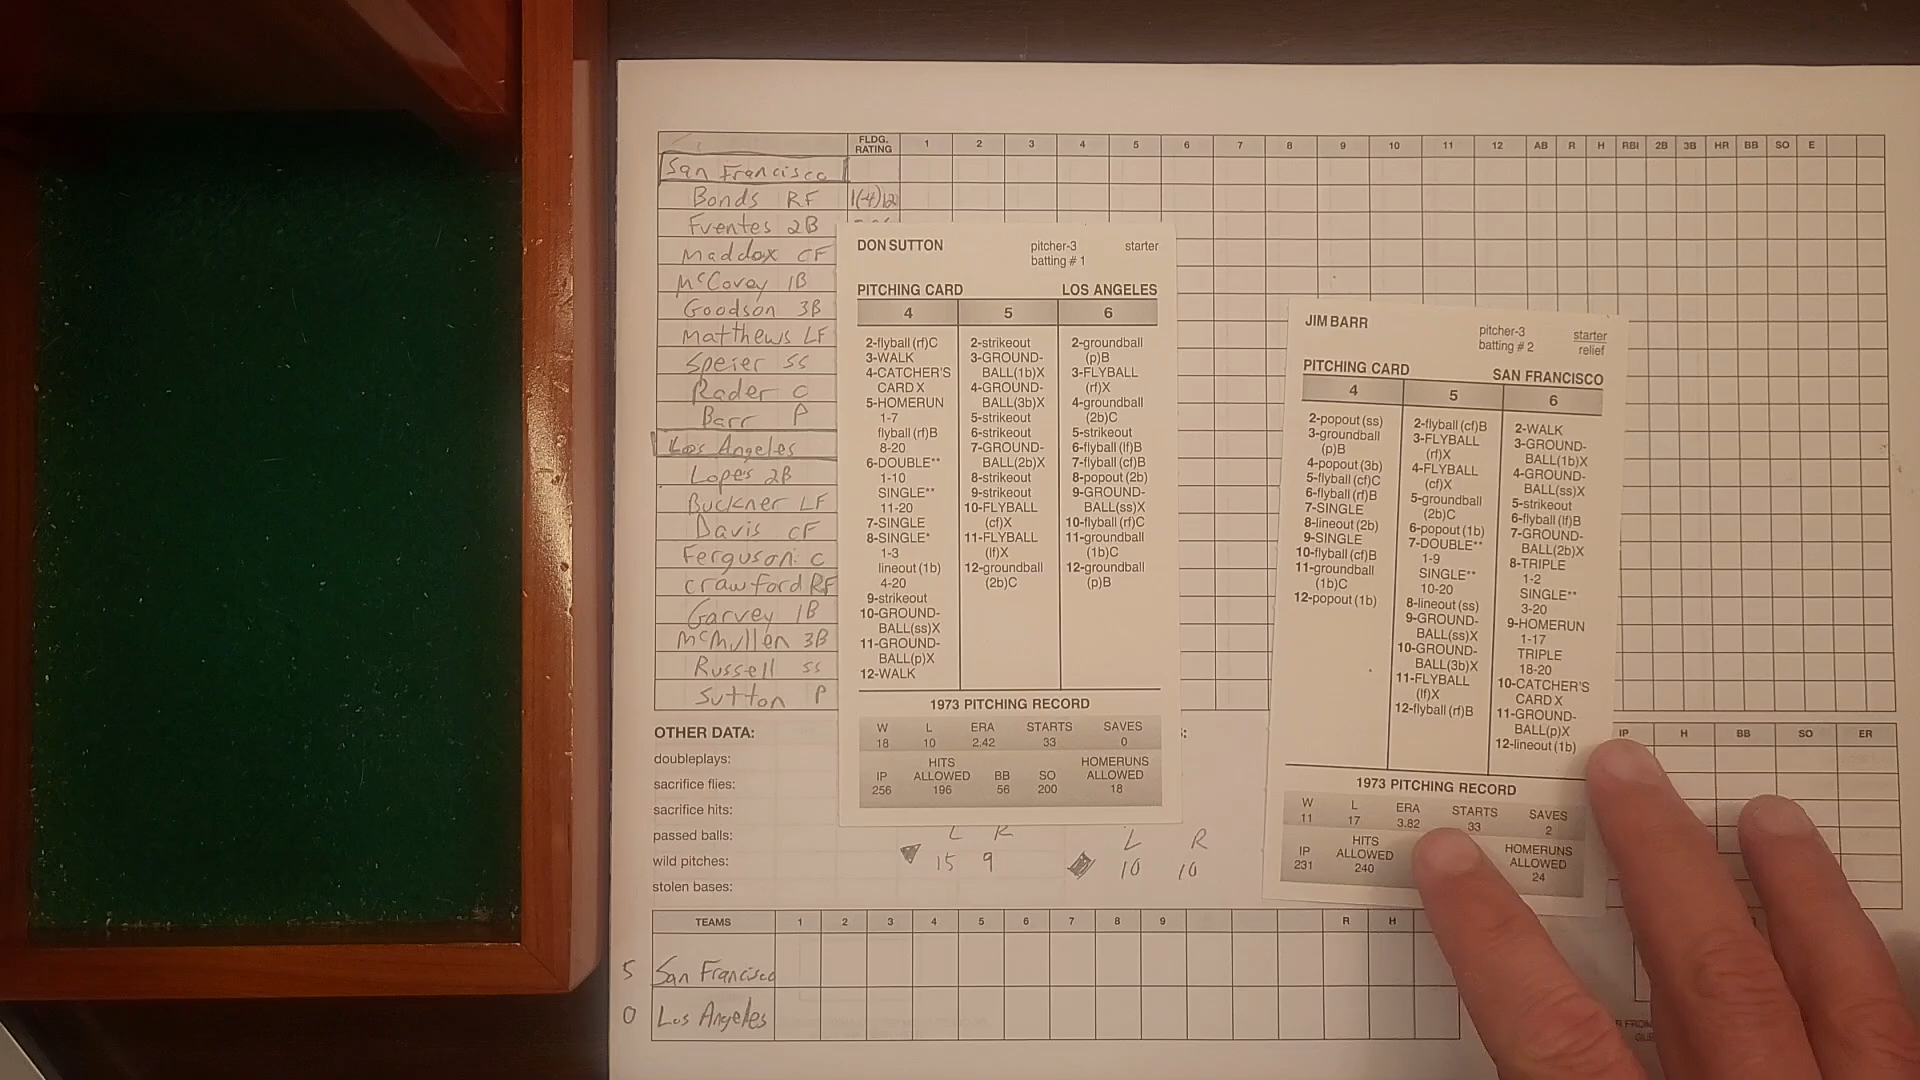 FLDG. RATING 1 2 3 4 5 6 7 8 9 10 11 12 AB R H RBI 2B 3B HR BB SO E
San Francisco
Bonds RF 1(-4)12
Fuentes 2B
Maddox CF
McCovey 1B
Goodson 3B
Matthews LF
Speier SS
Rader C
Barr P
Los Angeles
Lopes 2B
Buckner LF
Davis CF
Ferguson C
Crawford RF
Garvey 1B
McMullen 3B
Russell SS
Sutton P
DON SUTTON pitcher-3 starter
batting # 1
PITCHING CARD LOS ANGELES
4 5 6
2-flyball (rf)C
3-WALK
4-CATCHER'S
CARD X
5-HOMERUN
1-7
flyball (rf)B
8-20
6-DOUBLE**
1-10
SINGLE**
11-20
7-SINGLE
8-SINGLE*
1-3
lineout (1b)
4-20
9-strikeout
10-GROUND-
BALL(ss)X
11-GROUND-
BALL(p)X
12-WALK
2-strikeout
3-GROUND-
BALL(1b)X
4-GROUND-
BALL(3b)X
5-strikeout
6-strikeout
7-GROUND-
BALL(2b)X
8-strikeout
9-strikeout
10-FLYBALL
(cf)X
11-FLYBALL
(lf)X
12-groundball
(2b)C
2-groundball
(p)B
3-FLYBALL
(rf)X
4-groundball
(2b)C
5-strikeout
6-flyball (lf)B
7-flyball (cf)B
8-popout (2b)
9-GROUND-
BALL(ss)X
10-flyball (rf)C
11-groundball
(1b)C
12-groundball
(p)B
1973 PITCHING RECORD
W L ERA STARTS SAVES
18 10 2.42 33 0
IP HITS ALLOWED BB SO HOMERUNS ALLOWED
256 196 56 200 18
JIM BARR pitcher-3 starter
batting # 2 relief
PITCHING CARD SAN FRANCISCO
4 5 6
2-popout (ss)
3-groundball
(p)B
4-popout (3b)
5-flyball (cf)C
6-flyball (rf)B
7-SINGLE
8-lineout (2b)
9-SINGLE
10-flyball (cf)B
11-groundball
(1b)C
12-popout (1b)
2-flyball (cf)B
3-FLYBALL
(rf)X
4-FLYBALL
(cf)X
5-groundball
(2b)C
6-popout (1b)
7-DOUBLE**
1-9
SINGLE**
10-20
8-lineout (ss)
9-GROUND-
BALL(ss)X
10-GROUND-
BALL(3b)X
11-FLYBALL
(lf)X
12-flyball (rf)B
2-WALK
3-GROUND-
BALL(1b)X
4-GROUND-
BALL(ss)X
5-strikeout
6-flyball (lf)B
7-GROUND-
BALL(2b)X
8-TRIPLE
1-2
SINGLE**
3-20
9-HOMERUN
1-17
TRIPLE
18-20
10-CATCHER'S
CARD X
11-GROUND-
BALL(p)X
12-lineout (1b)
1973 PITCHING RECORD
W L ERA STARTS SAVES
11 17 3.82 33 2
IP HITS ALLOWED HOMERUNS ALLOWED
231 240 24
IP H BB SO ER
OTHER DATA:
doubleplays:
sacrifice flies:
sacrifice hits:
passed balls:
wild pitches:
stolen bases:
L R L R
15 9 10 10
TEAMS 1 2 3 4 5 6 7 8 9 R H
5 San Francisco
0 Los Angeles